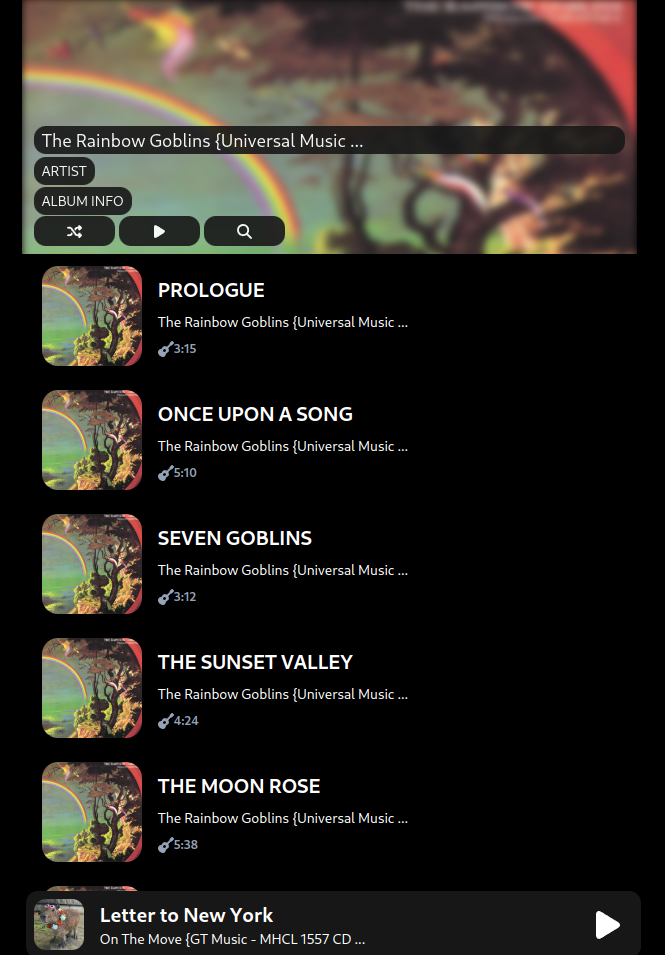 The Rainbow Goblins {Universal Music ...
ARTIST
ALBUM INFO
PROLOGUE
The Rainbow Goblins {Universal Music ...
3:15
ONCE UPON A SONG
The Rainbow Goblins {Universal Music ...
5:10
SEVEN GOBLINS
The Rainbow Goblins {Universal Music ...
3:12
THE SUNSET VALLEY
The Rainbow Goblins {Universal Music ...
4:24
THE MOON ROSE
The Rainbow Goblins {Universal Music ...
5:38
Letter to New York
On The Move {GT Music - MHCL 1557 CD ...